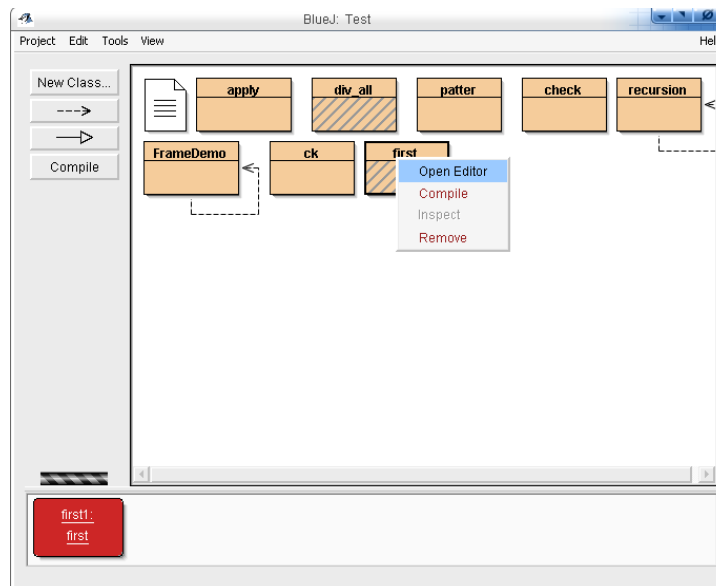 BlueJ: Test
Project Edit Tools View Hel
New Class...
Compile
apply div_all patter check recursion
FrameDemo ck first
Open Editor
Compile
Inspect
Remove
first1:
first